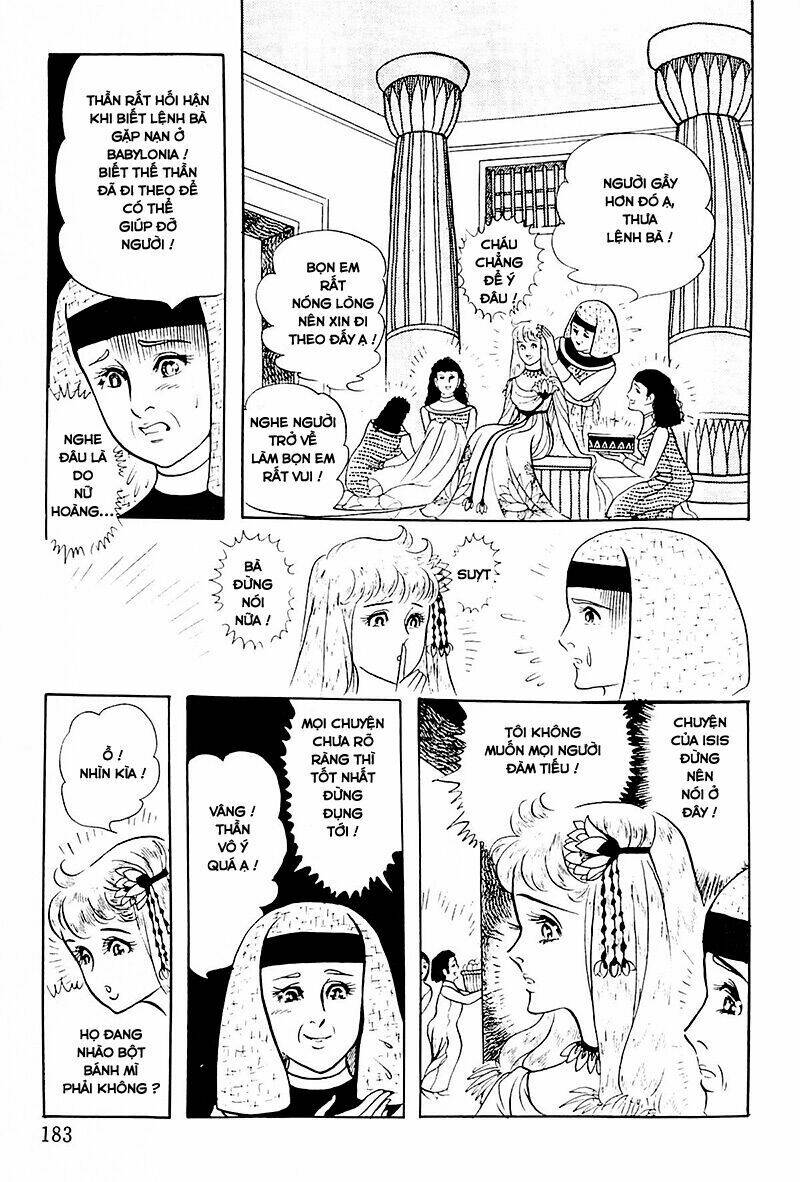 NGƯỜI GẦY
HƠN ĐÓ Ạ,
THƯA
LỆNH BÀ!
CHÁU
CHẲNG
ĐỂ Ý
ĐÂU!
BỌN EM
RẤT
NÓNG LÒNG
NÊN XIN ĐI
THEO ĐẤY Ạ!
NGHE NGƯỜI
TRỞ VỀ
LÀM BỌN EM
RẤT VUI!
THẦN RẤT HỐI HẬN
KHI BIẾT LỆNH BÀ
GẶP NẠN Ở
BABYLONIA!
BIẾT THẾ THẦN
ĐÃ ĐI THEO ĐỂ
CÓ THỂ
GIÚP ĐỠ
NGƯỜI!
NGHE
ĐÂU LÀ
DO
NỮ
HOÀNG...
SUYT
BÀ
ĐỪNG
NÓI
NỮA!
CHUYỆN
CỦA ISIS
ĐỪNG
NÊN
NÓI Ở
ĐÂY!
TÔI KHÔNG
MUỐN MỌI NGƯỜI
ĐÀM TIẾU!
MỌI CHUYỆN
CHƯA RÕ
RÀNG THÌ
TỐT NHẤT
ĐỪNG
ĐỤNG
TỚI!
VÂNG!
THẦN
VÔ Ý
QUÁ Ạ!
Ồ!
NHÌN KÌA!
HỌ ĐANG
NHÀO BỘT
BÁNH MÌ
PHẢI KHÔNG?
183